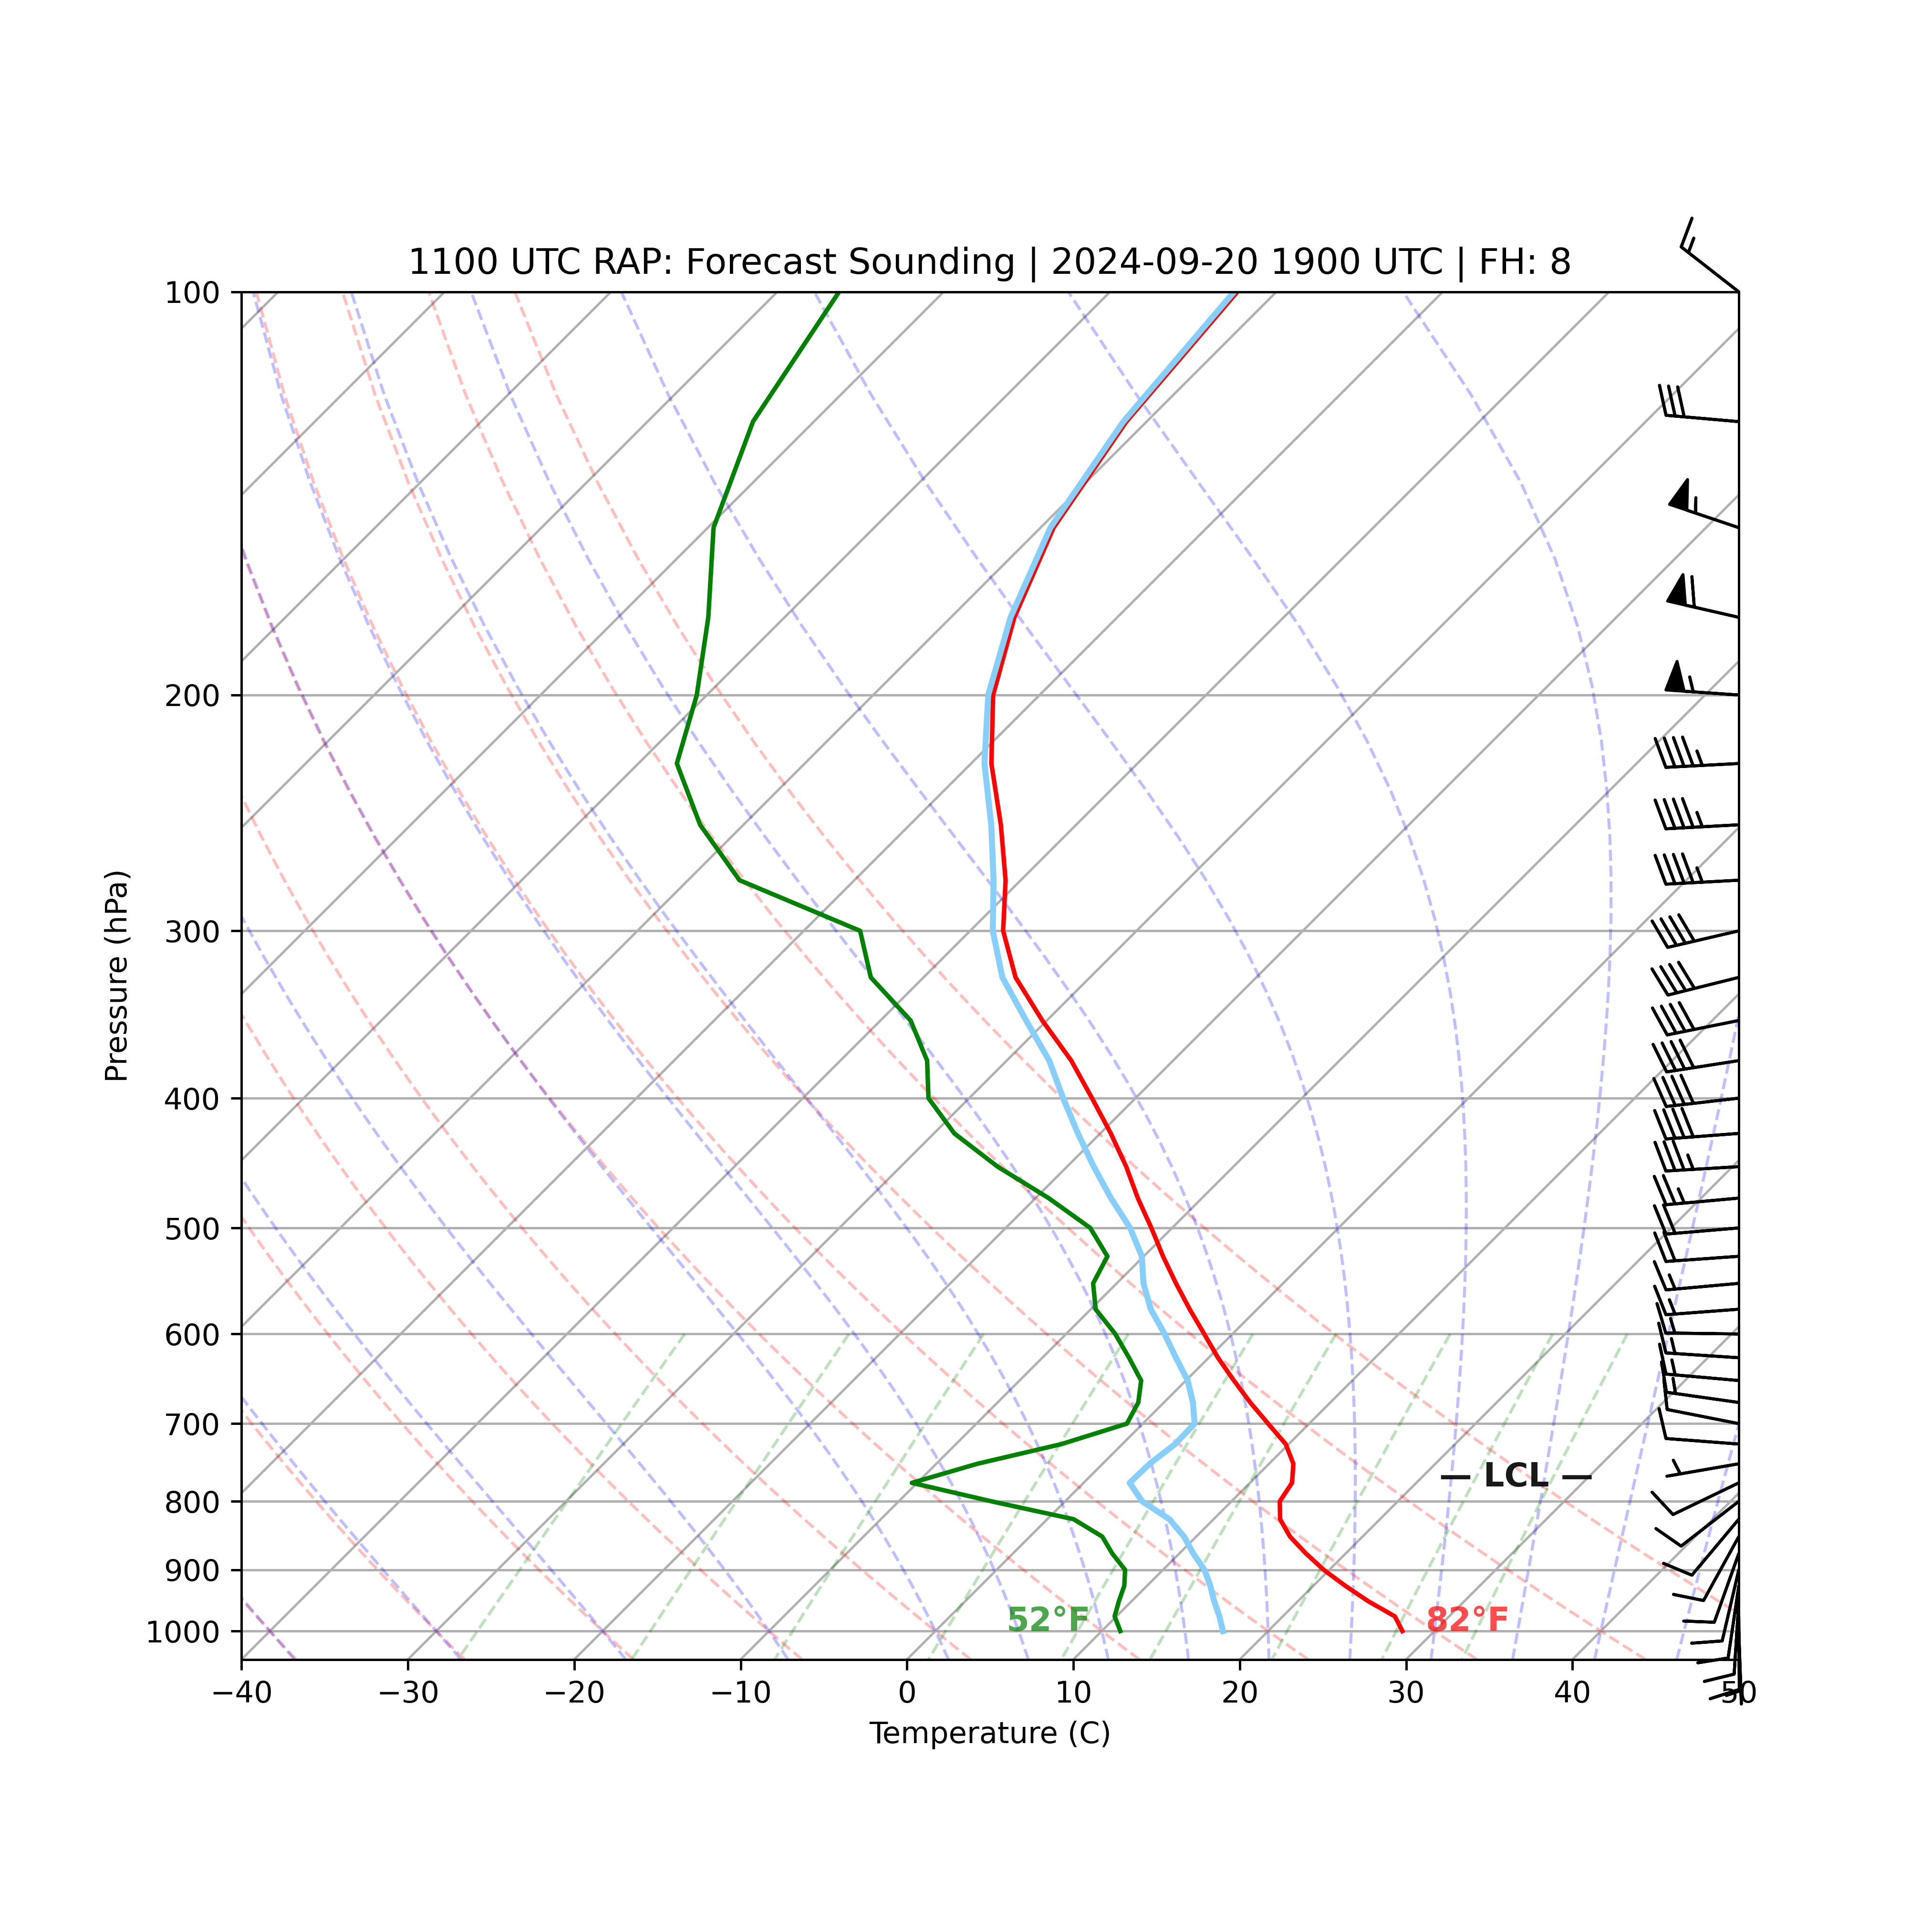 1100 UTC RAP: Forecast Sounding | 2024-09-20 1900 UTC | FH: 8
100
200
300
400
500
600
700
800
900
1000
Pressure (hPa)
— LCL —
52°F
82°F
−40 −30 −20 −10 0 10 20 30 40 50
Temperature (C)